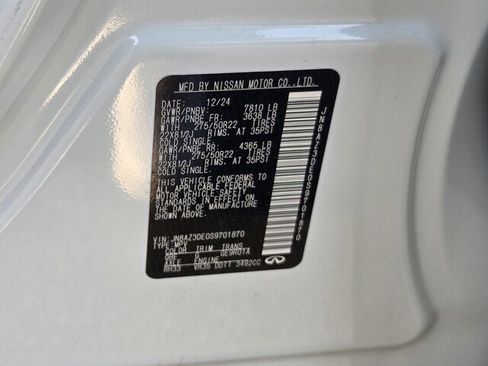 MFD BY NISSAN MOTOR CO.,LTD.
DATE: 12/24
GVWR/PNBV: 7810 LB
GAWR/PNBE FR: 3638 LB
WITH 275/50R22 TIRES
22X81/2J RIMS. AT 35PSI
COLD SINGLE.
GAWR/PNBE RR: 4365 LB
WITH 275/50R22 TIRES
22X81/2J RIMS. AT 35PSI
COLD SINGLE.
THIS VEHICLE CONFORMS TO
ALL APPLICABLE FEDERAL
MOTOR VEHICLE SAFETY
STANDARDS IN EFFECT ON
THE DATE OF MANUFACTURE
SHOWN ABOVE.
VIN: JN8AZ3DE0S9701870
TYPE: MPV
COLOR TRIM TRANS
QBE G
AXLE ENGINE
RH33 VR35 DDTT 3492CC
INFINITI
JN8AZ3DE0S9701870